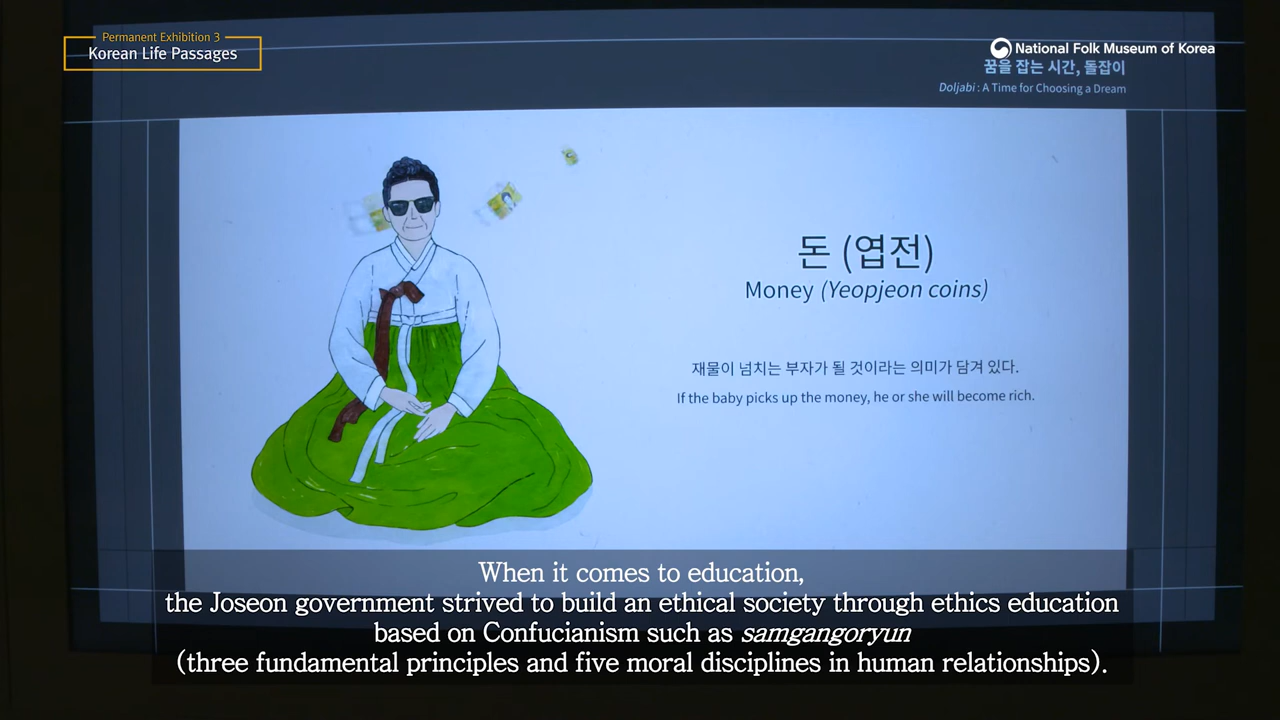 Permanent Exhibition 3
Korean Life Passages
National Folk Museum of Korea
꿈을 잡는 시간, 돌잡이
Doljabi : A Time for Choosing a Dream
돈 (엽전)
Money (Yeopjeon coins)
재물이 넘치는 부자가 될 것이라는 의미가 담겨 있다.
If the baby picks up the money, he or she will become rich.
When it comes to education,
the Joseon government strived to build an ethical society through ethics education
based on Confucianism such as samgangoryun
(three fundamental principles and five moral disciplines in human relationships).